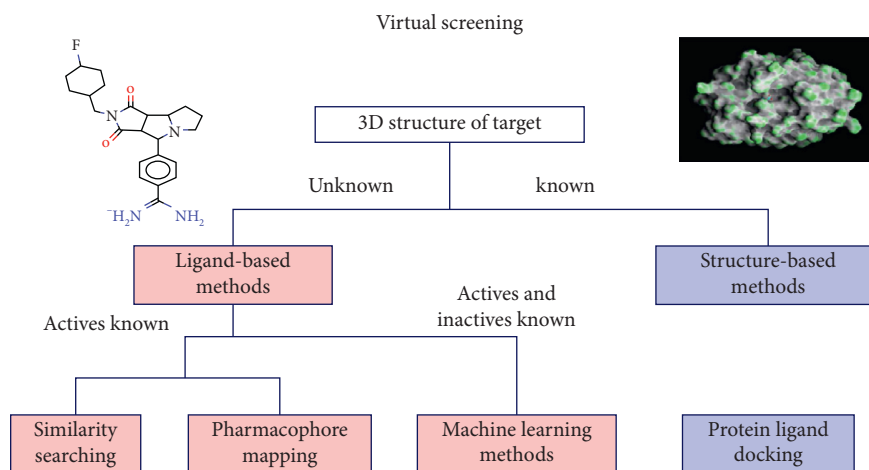 Virtual screening
F
O
N
O
N
⁻H₂N
NH₂
3D structure of target
Unknown
known
Ligand-based
methods
Structure-based
methods
Actives known
Actives and
inactives known
Similarity
searching
Pharmacophore
mapping
Machine learning
methods
Protein ligand
docking